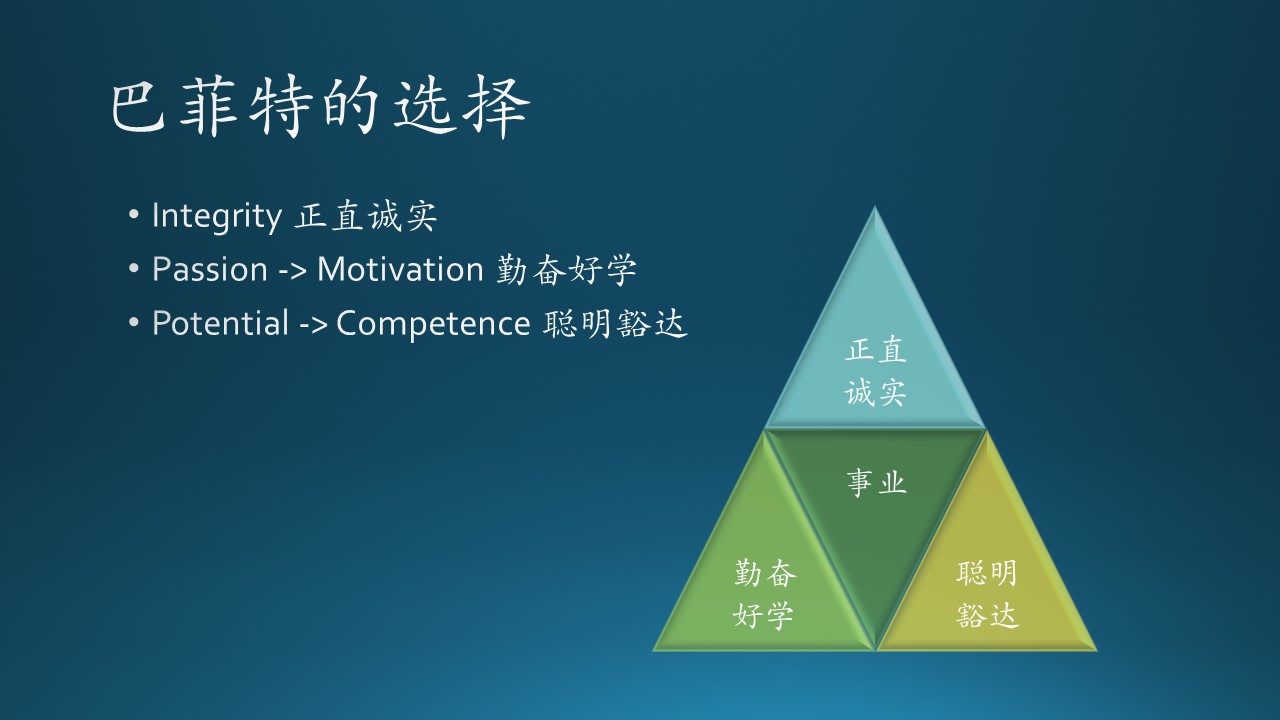 巴菲特的选择
• Integrity 正直诚实
• Passion -> Motivation 勤奋好学
• Potential -> Competence 聪明豁达
正直
诚实
事业
勤奋
好学
聪明
豁达